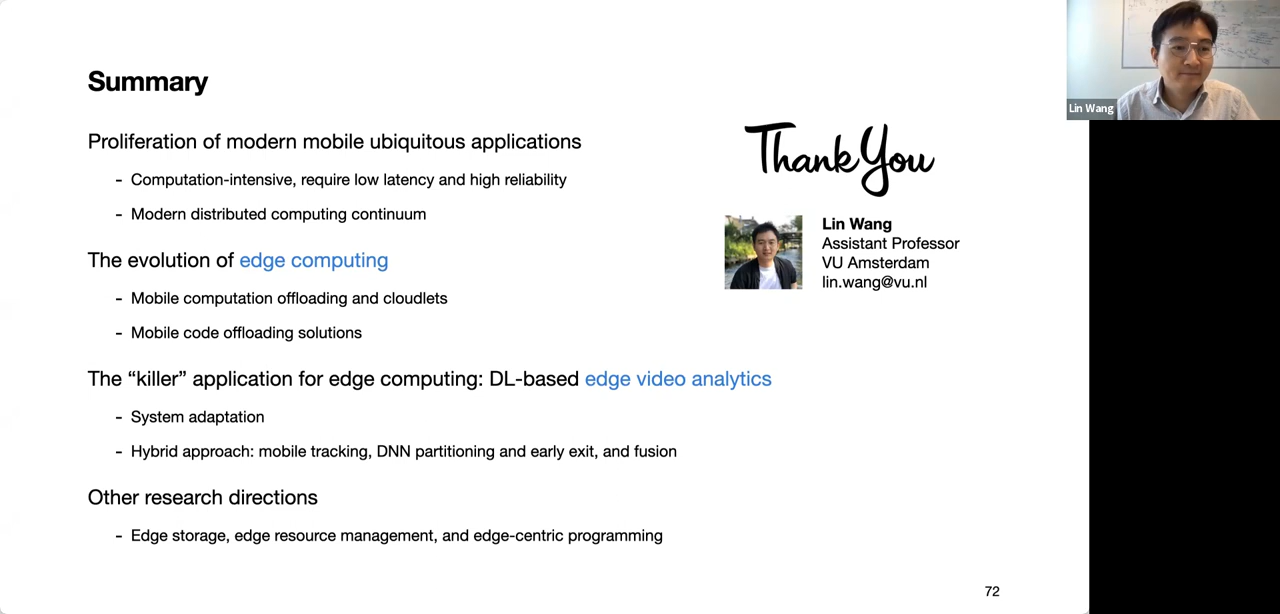 Summary
Proliferation of modern mobile ubiquitous applications
- Computation-intensive, require low latency and high reliability
- Modern distributed computing continuum
The evolution of edge computing
- Mobile computation offloading and cloudlets
- Mobile code offloading solutions
The “killer” application for edge computing: DL-based edge video analytics
- System adaptation
- Hybrid approach: mobile tracking, DNN partitioning and early exit, and fusion
Other research directions
- Edge storage, edge resource management, and edge-centric programming
Thank You
Lin Wang
Assistant Professor
VU Amsterdam
lin.wang@vu.nl
72
Lin Wang